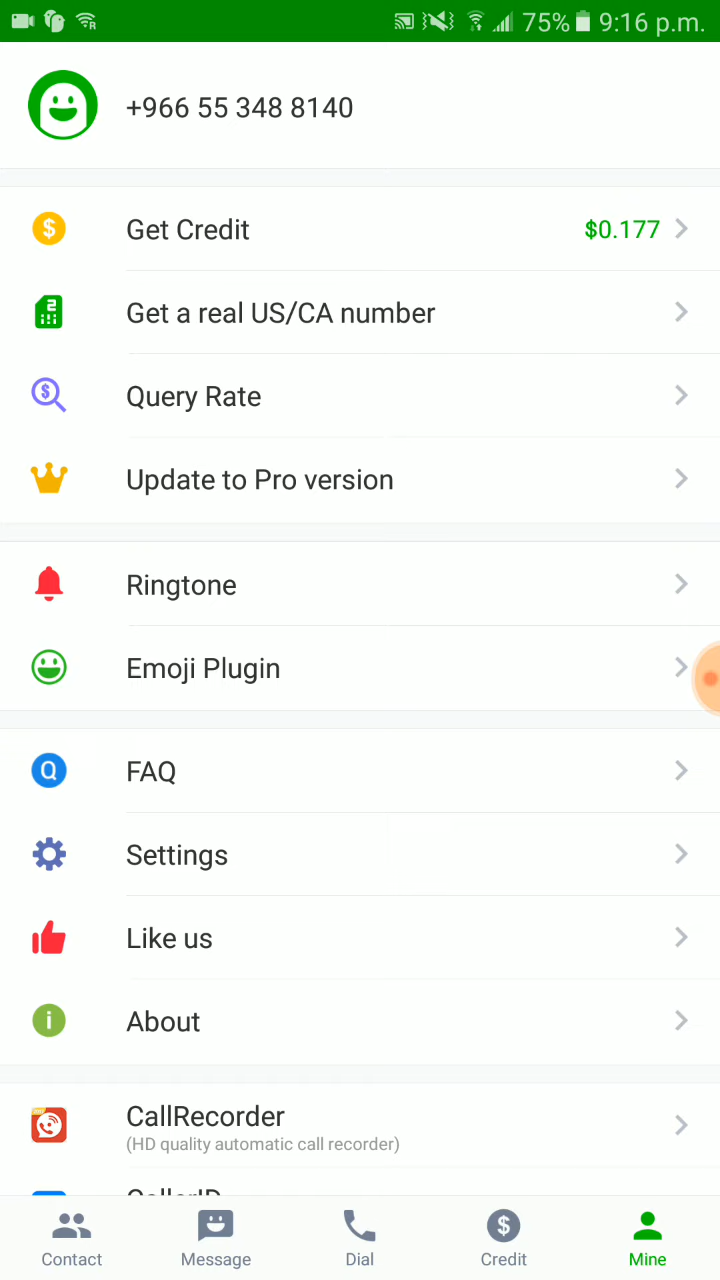 75% 9:16 p.m.
+966 55 348 8140
Get Credit $0.177
Get a real US/CA number
Query Rate
Update to Pro version
Ringtone
Emoji Plugin
FAQ
Settings
Like us
About
CallRecorder
(HD quality automatic call recorder)
CallerID
Contact Message Dial Credit Mine